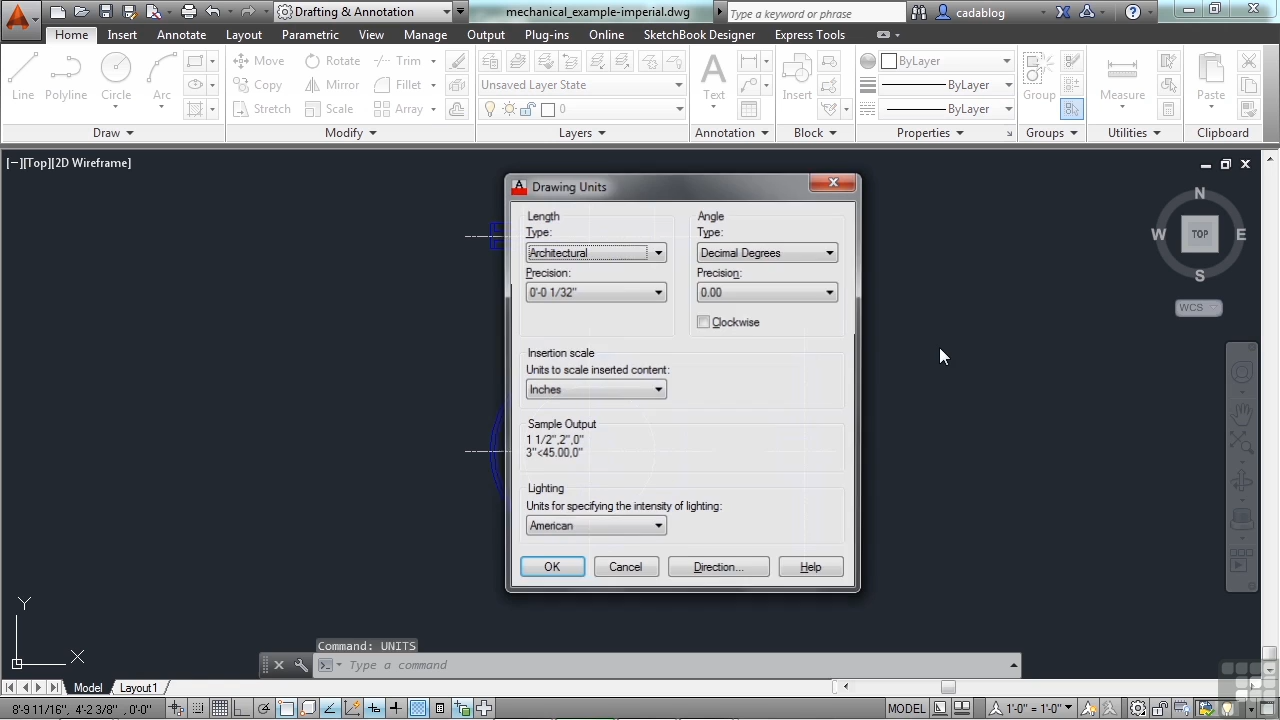 Drafting & Annotation
mechanical_example-imperial.dwg
Type a keyword or phrase
cadablog
Home Insert Annotate Layout Parametric View Manage Plug-ins Online SketchBook Designer Express Tools
Output
Line
Polyline
Circle
Arc
Draw
Move
Rotate
Trim
Copy
Mirror
Fillet
Stretch
Scale
Array
Modify
Unsaved Layer State
0
Layers
Text
Annotation
Insert
Block
ByLayer
ByLayer
ByLayer
Properties
Group
Groups
Measure
Utilities
Paste
Clipboard
[−][Top][2D Wireframe]
N
W
TOP
E
S
WCS
Drawing Units
Length
Type:
Architectural
Precision:
0'-0 1/32"
Angle
Type:
Decimal Degrees
Precision:
0.00
Clockwise
Insertion scale
Units to scale inserted content:
Inches
Sample Output
1 1/2",2",0"
3"<45.00,0"
Lighting
Units for specifying the intensity of lighting:
American
OK
Cancel
Direction...
Help
Y
X
Command: UNITS
Type a command
Model
Layout1
8'-9 11/16", 4'-2 3/8" , 0'-0"
MODEL
1'-0" = 1'-0"